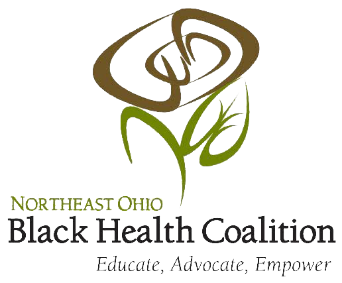 Northeast Ohio
Black Health Coalition
Educate, Advocate, Empower